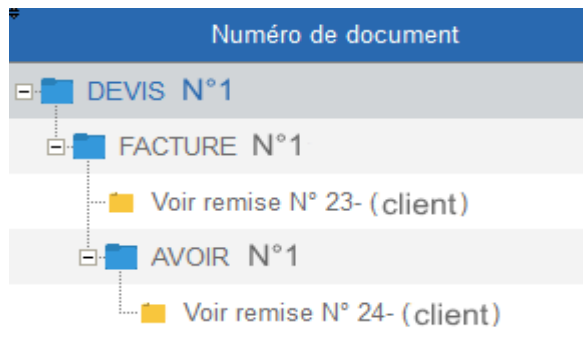 Numéro de document
DEVIS N°1
FACTURE N°1
Voir remise N° 23- (client)
AVOIR N°1
Voir remise N° 24- (client)